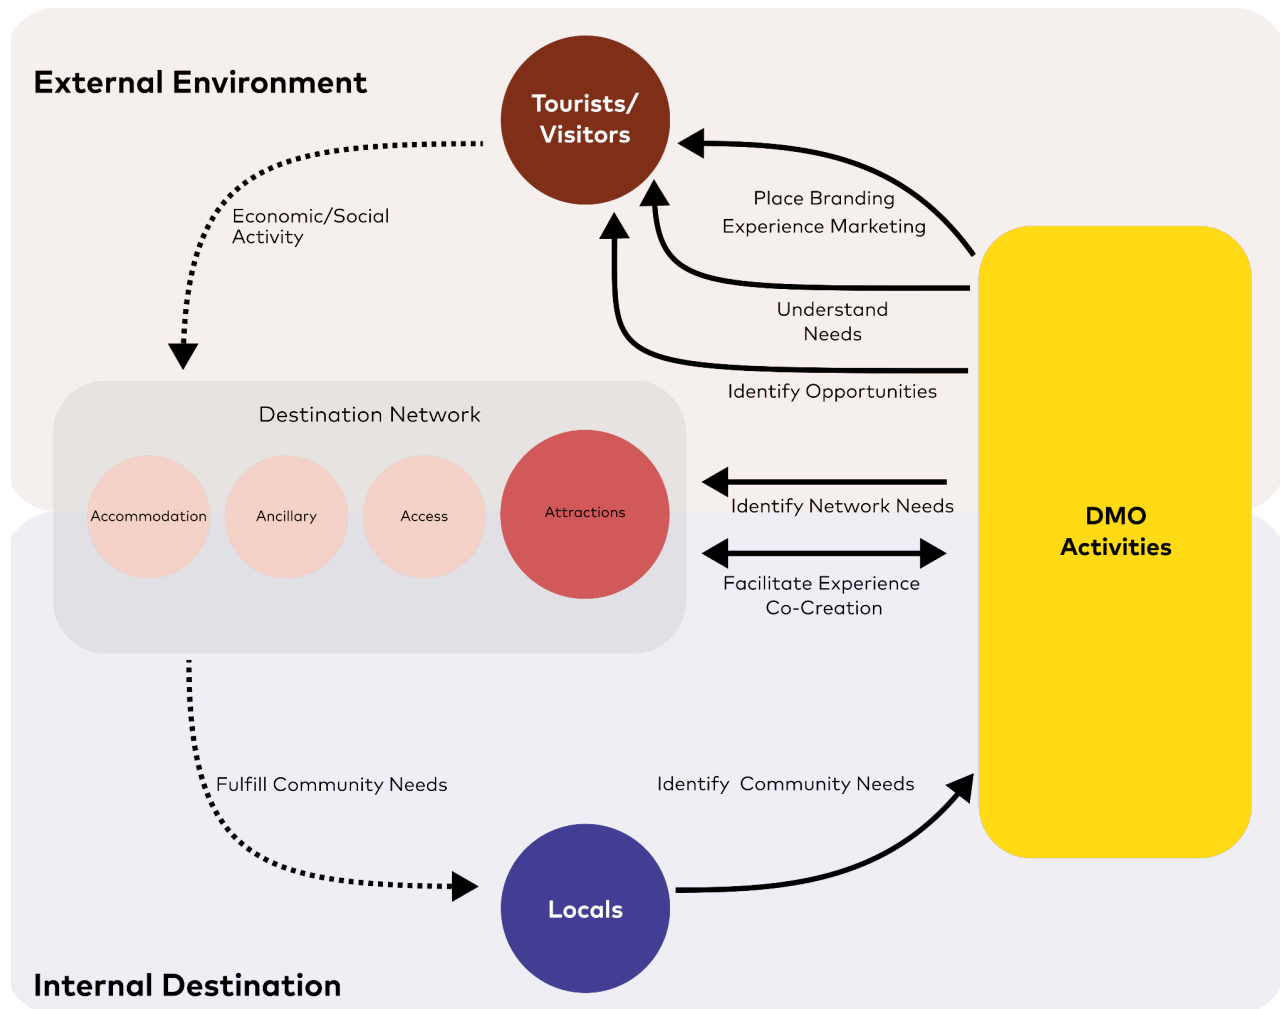 External Environment
Tourists/
Visitors
Economic/Social
Activity
Place Branding
Experience Marketing
Understand
Needs
Identify Opportunities
Destination Network
Accommodation
Ancillary
Access
Attractions
Identify Network Needs
Facilitate Experience
Co-Creation
DMO
Activities
Fulfill Community Needs
Identify Community Needs
Locals
Internal Destination